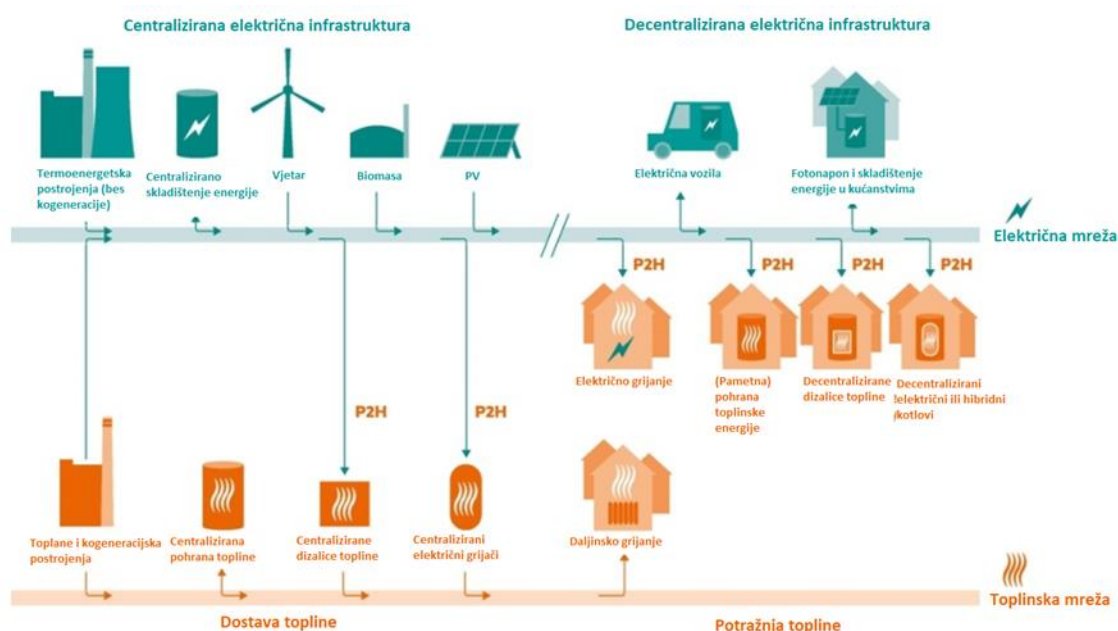 Centralizirana električna infrastruktura
Decentralizirana električna infrastruktura
Termoenergetska
postrojenja (bes
kogeneracije)
Centralizirano
skladištenje energije
Vjetar
Biomasa
PV
Električna vozila
Fotonapon i skladištenje
energije u kućanstvima
Električna mreža
P2H
P2H
P2H
P2H
Električno grijanje
(Pametna)
pohrana
toplinske
energije
Decentralizirane
dizalice topline
Decentralizirani
električni ili hibridni
kotlovi
P2H
P2H
Toplane i kogeneracijska
postrojenja
Centralizirana
pohrana topline
Centralizirane
dizalice topline
Centralizirani
električni grijači
Daljinsko grijanje
Toplinska mreža
Dostava topline
Potražnja topline